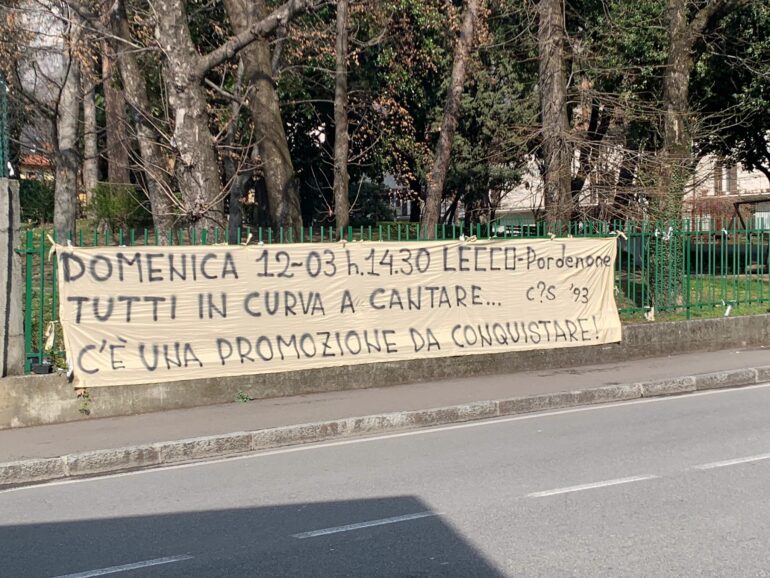 DOMENICA 12-03 h.14.30 LECCO-Pordenone
TUTTI IN CURVA A CANTARE... C?S '93
C'È UNA PROMOZIONE DA CONQUISTARE!